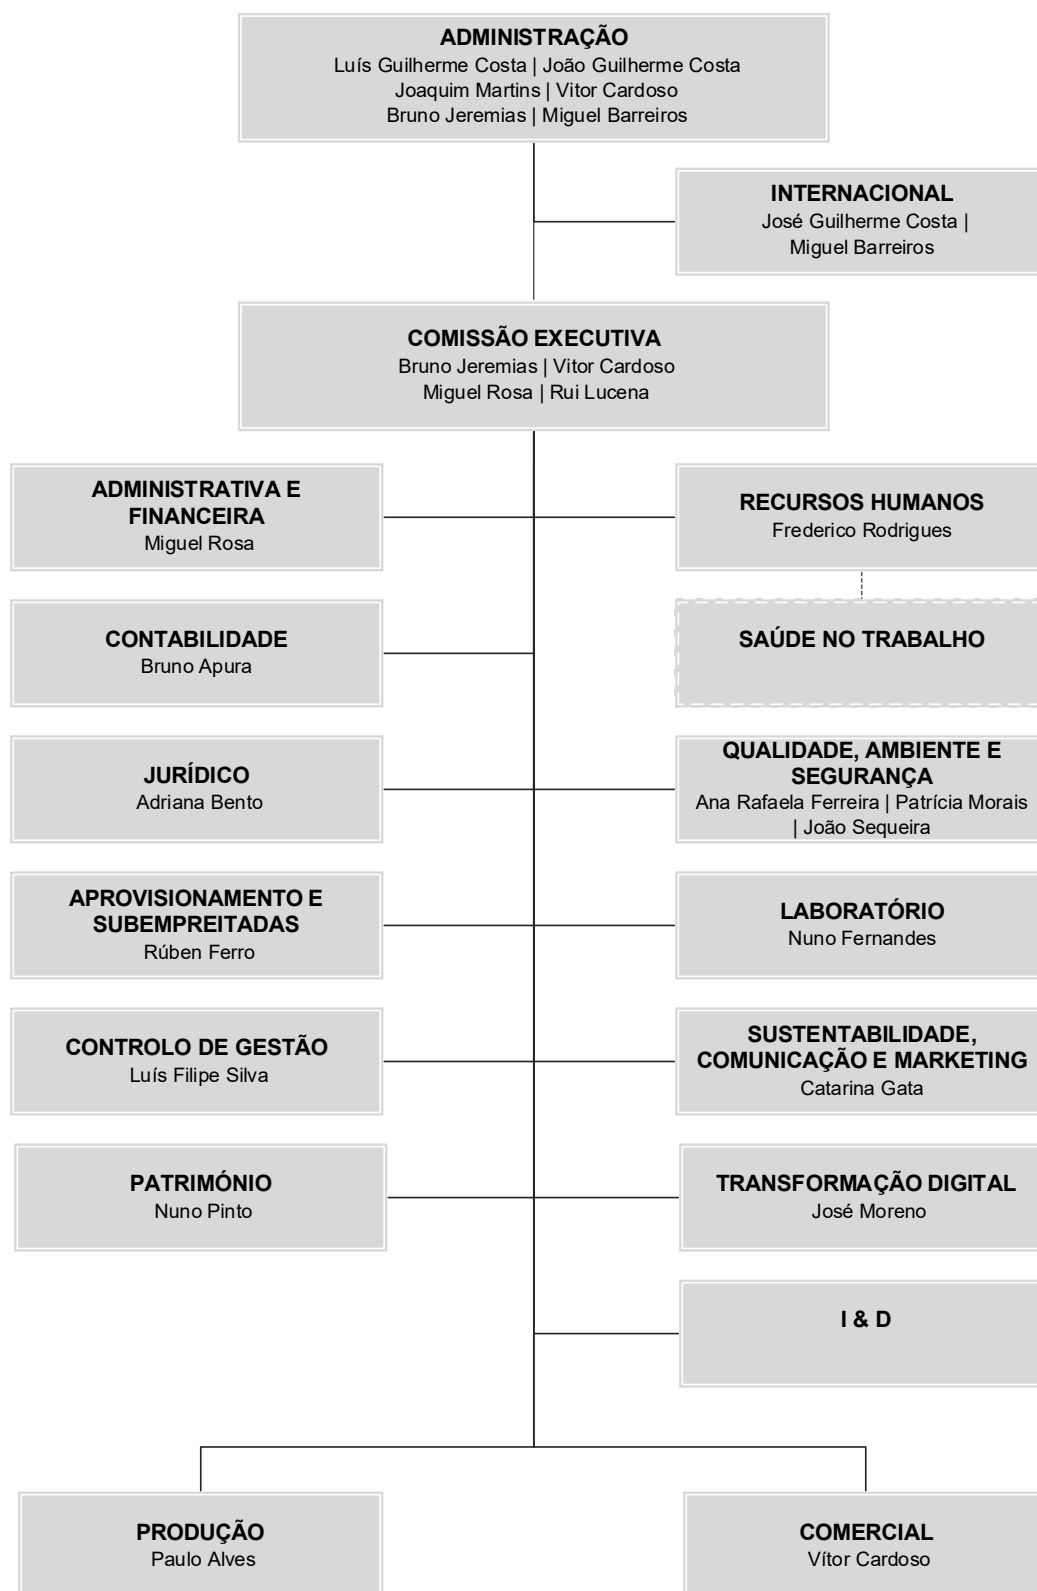 ADMINISTRAÇÃO
Luís Guilherme Costa | João Guilherme Costa
Joaquim Martins | Vitor Cardoso
Bruno Jeremias | Miguel Barreiros
INTERNACIONAL
José Guilherme Costa |
Miguel Barreiros
COMISSÃO EXECUTIVA
Bruno Jeremias | Vitor Cardoso
Miguel Rosa | Rui Lucena
ADMINISTRATIVA E
FINANCEIRA
Miguel Rosa
RECURSOS HUMANOS
Frederico Rodrigues
CONTABILIDADE
Bruno Apura
SAÚDE NO TRABALHO
JURÍDICO
Adriana Bento
QUALIDADE, AMBIENTE E
SEGURANÇA
Ana Rafaela Ferreira | Patrícia Morais
| João Sequeira
APROVISIONAMENTO E
SUBEMPREITADAS
Rúben Ferro
LABORATÓRIO
Nuno Fernandes
CONTROLO DE GESTÃO
Luís Filipe Silva
SUSTENTABILIDADE,
COMUNICAÇÃO E MARKETING
Catarina Gata
PATRIMÓNIO
Nuno Pinto
TRANSFORMAÇÃO DIGITAL
José Moreno
I & D
PRODUÇÃO
Paulo Alves
COMERCIAL
Vítor Cardoso